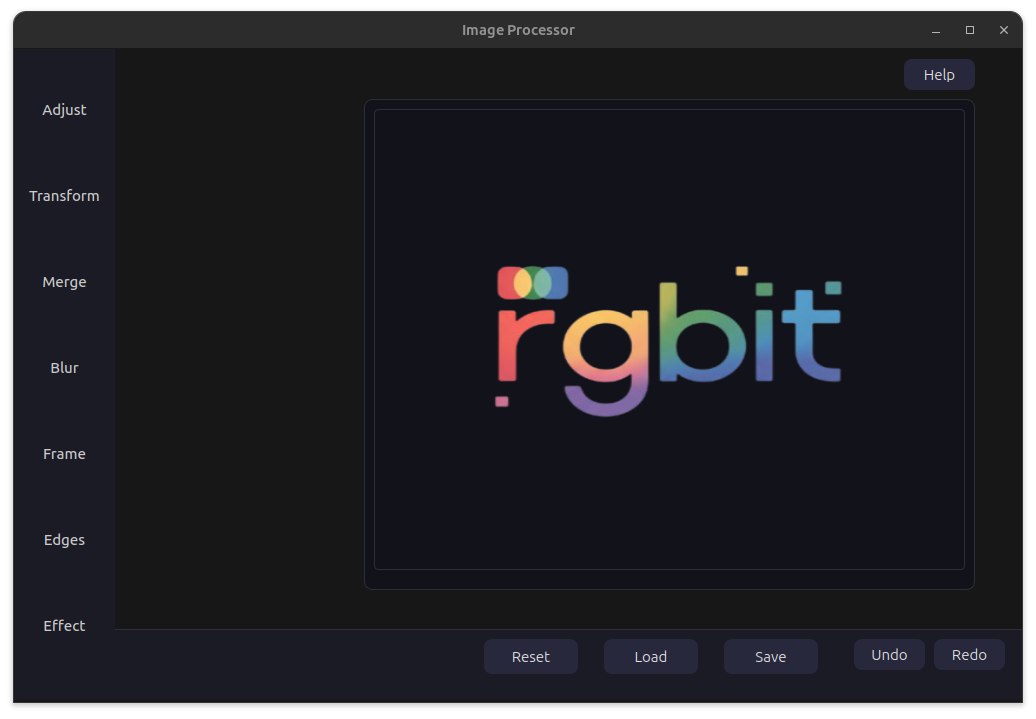 Image Processor
Help
Adjust
Transform
Merge
Blur
Frame
Edges
Effect
rgbit
Reset
Load
Save
Undo
Redo